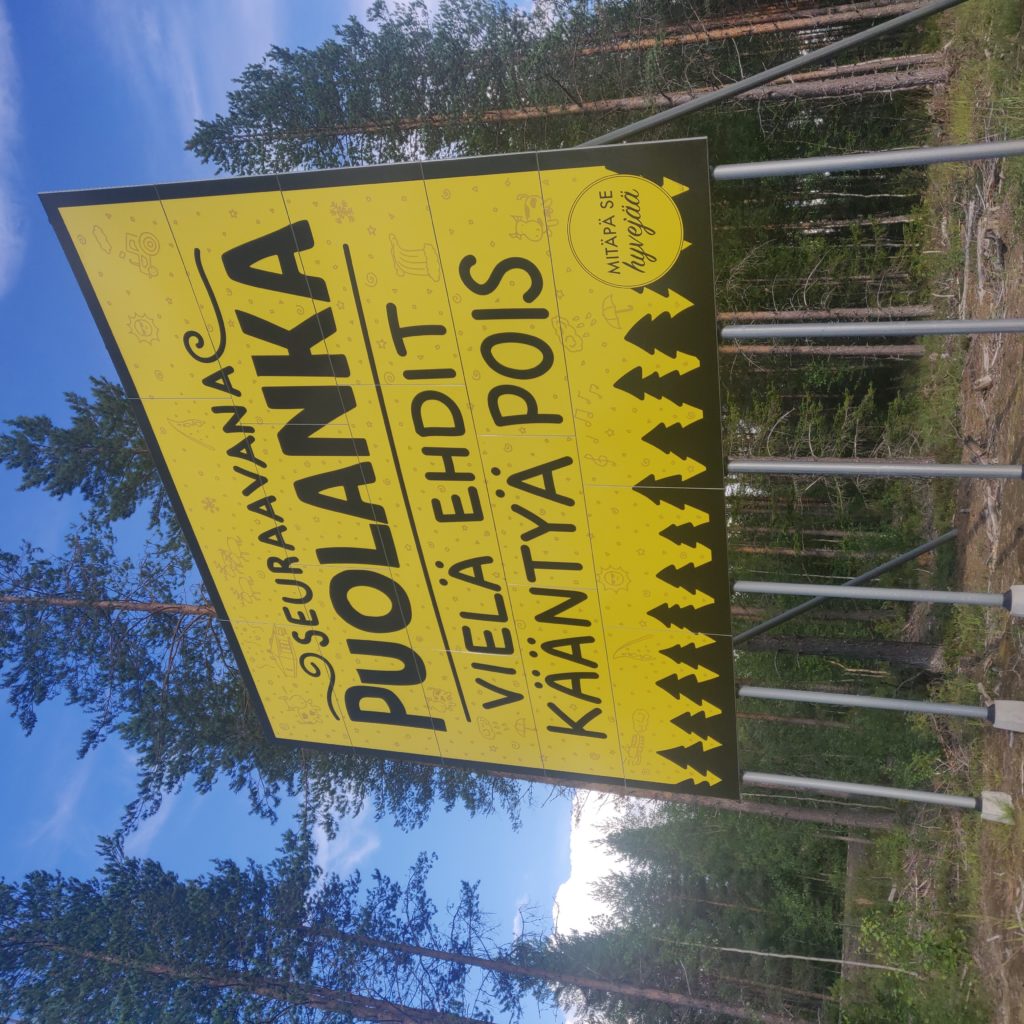 SEURAAVANA
PUOLANKA
VIELÄ EHDIT
KÄÄNTYÄ POIS
MITÄPÄ SE
hyvejää